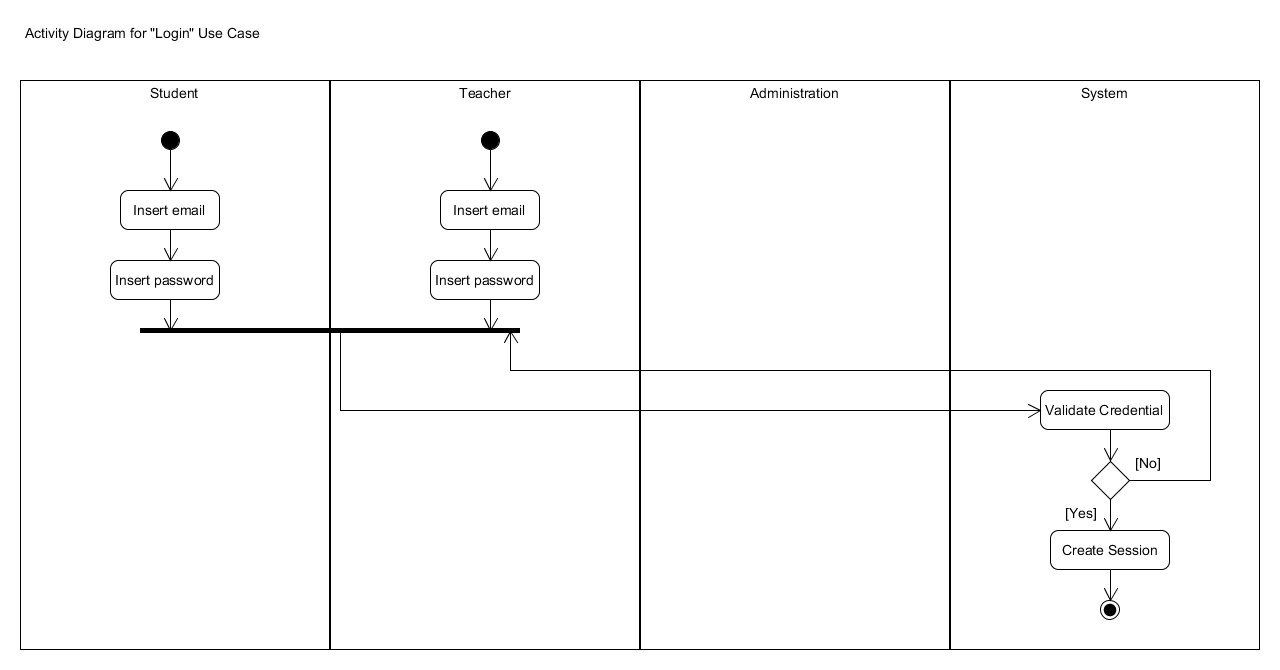 Activity Diagram for "Login" Use Case
Student
Teacher
Administration
System
Insert email
Insert email
Insert password
Insert password
Validate Credential
[No]
[Yes]
Create Session